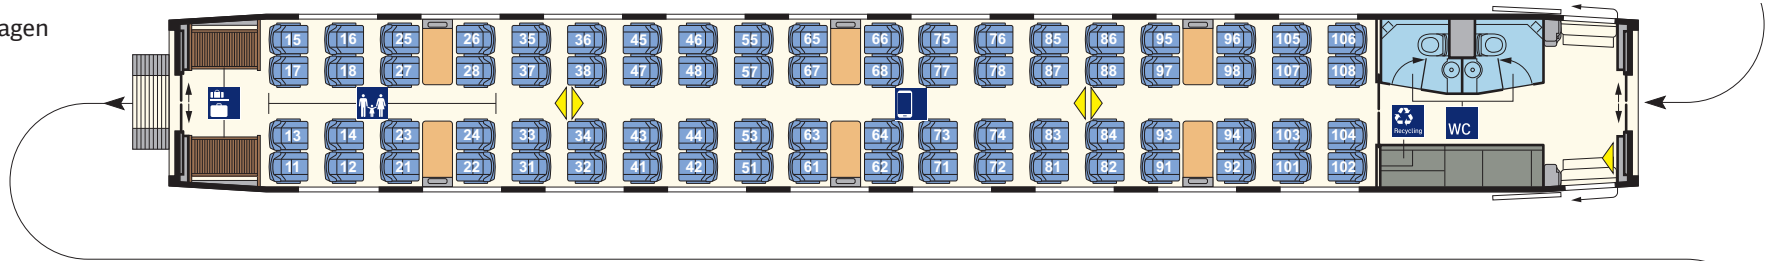 agen
15 16 25 26 35 36 45 46 55 65 66 75 76 85 86 95 96 105 106
17 18 27 28 37 38 47 48 57 67 68 77 78 87 88 97 98 107 108
13 14 23 24 33 34 43 44 53 63 64 73 74 83 84 93 94 103 104
Recycling WC
11 12 21 22 31 32 41 42 51 61 62 71 72 81 82 91 92 101 102